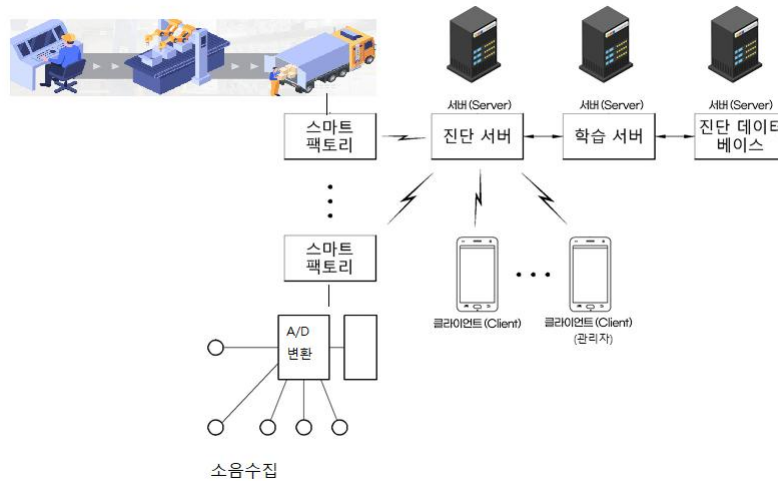 서버(Server)
서버(Server)
서버(Server)
스마트
팩토리
진단 서버
학습 서버
진단 데이터
베이스
스마트
팩토리
클라이언트(Client)
클라이언트(Client)
(관리자)
A/D
변환
소음수집